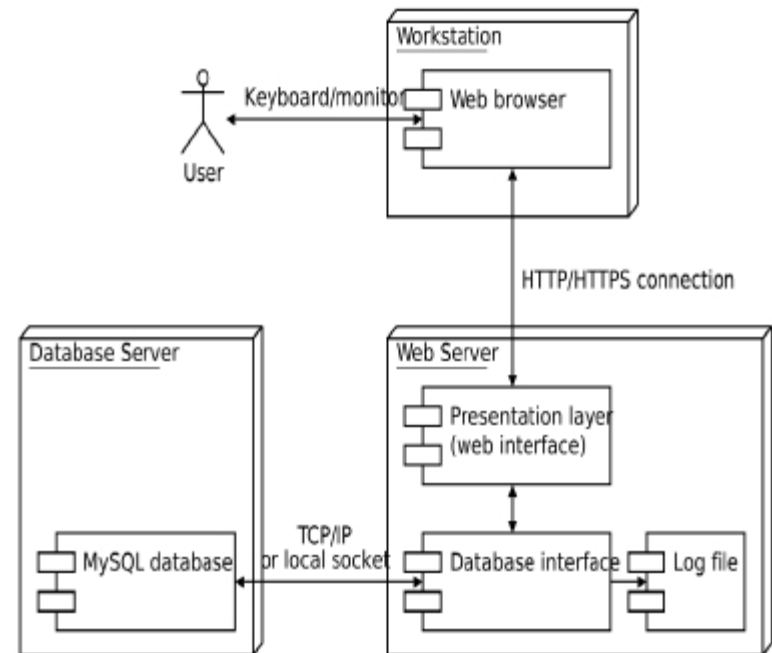 Workstation
Keyboard/monitor
Web browser
User
HTTP/HTTPS connection
Database Server
Web Server
Presentation layer
(web interface)
TCP/IP
or local socket
MySQL database
Database interface
Log file